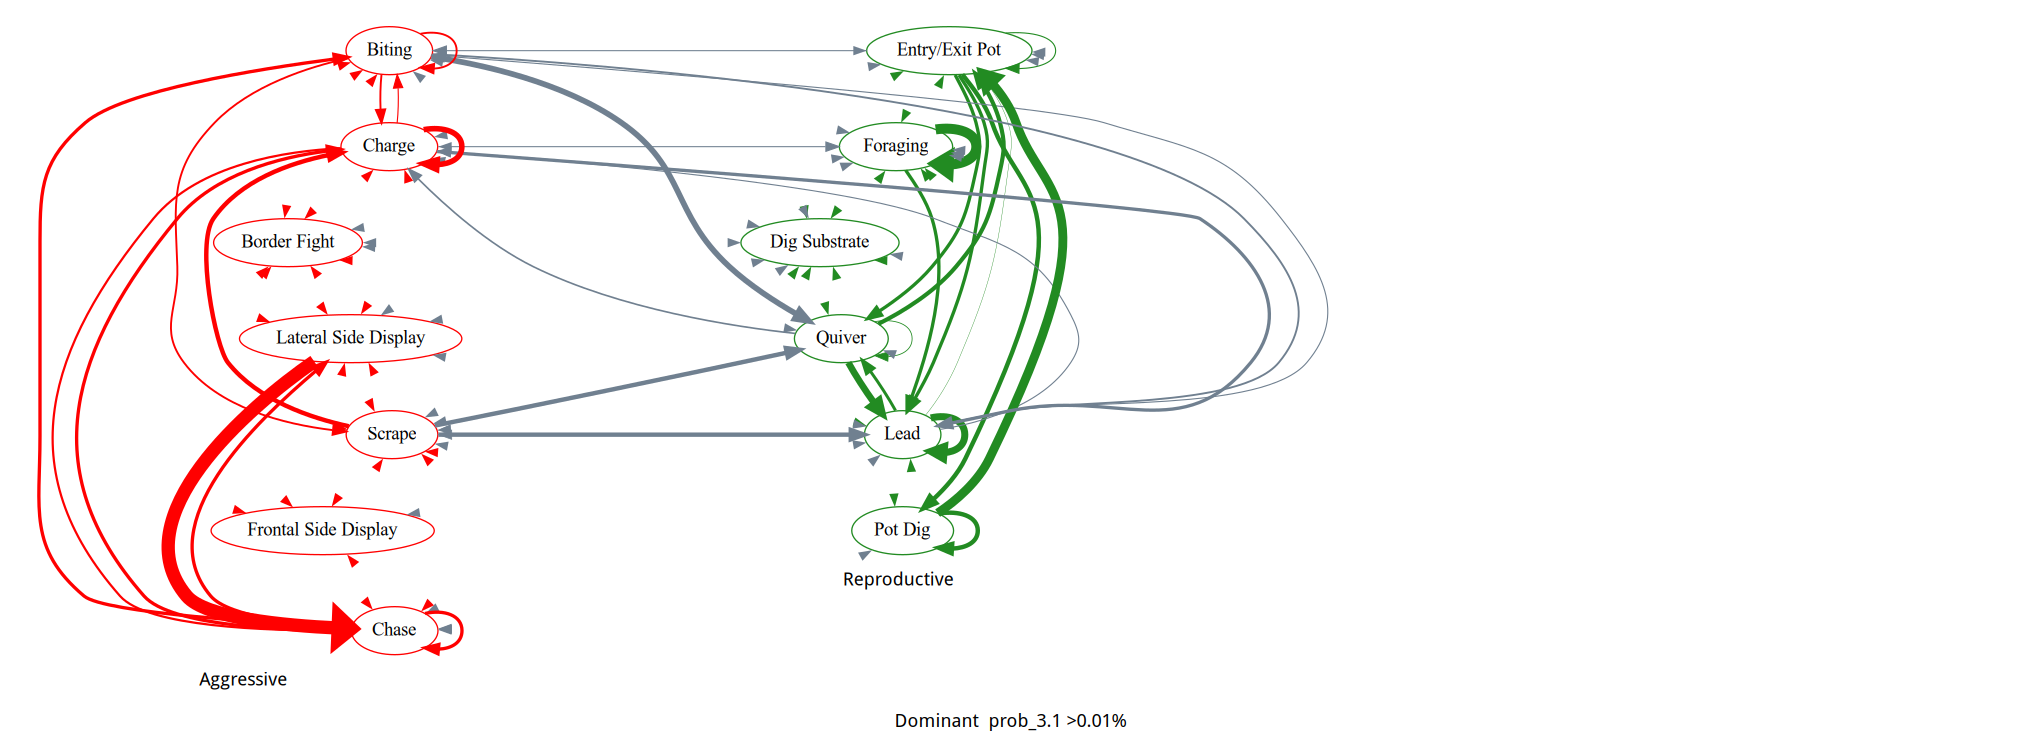 Biting
Entry/Exit Pot
Charge
Foraging
Border Fight
Dig Substrate
Lateral Side Display
Quiver
Scrape
Lead
Frontal Side Display
Pot Dig
Reproductive
Chase
Aggressive
Dominant  prob_3.1 >0.01%